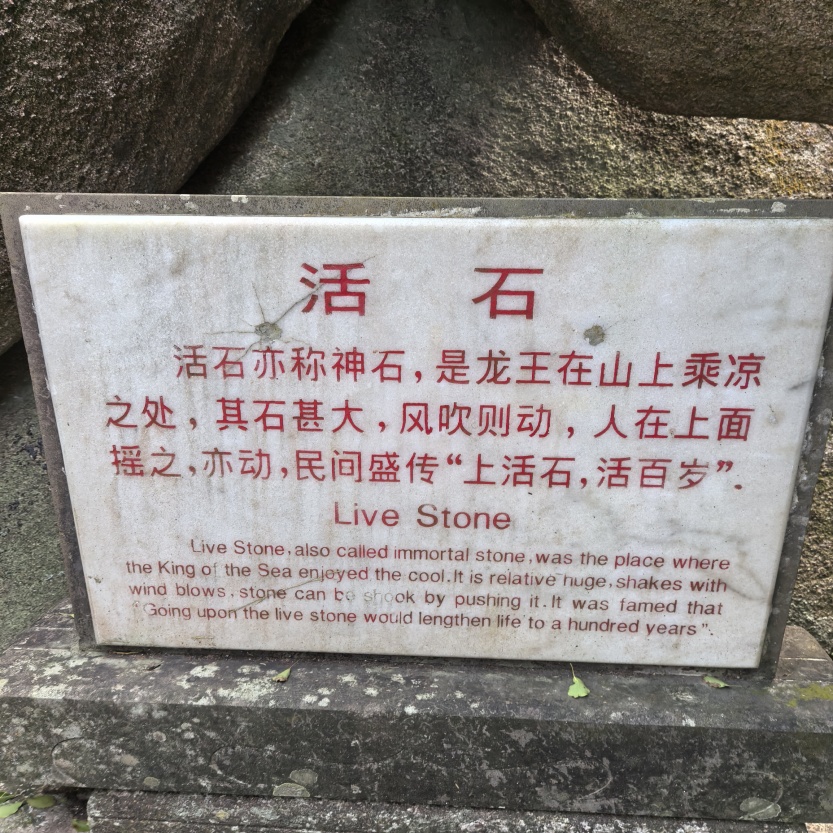 活 石
活石亦称神石，是龙王在山上乘凉
之处，其石甚大，风吹则动，人在上面
摇之，亦动，民间盛传“上活石，活百岁”.
Live Stone
Live Stone,also called immortal stone,was the place where
the King of the Sea enjoyed the cool.It is relative huge,shakes with
wind blows, stone can be shook by pushing it.It was famed that
"Going upon the live stone would lengthen life to a hundred years".